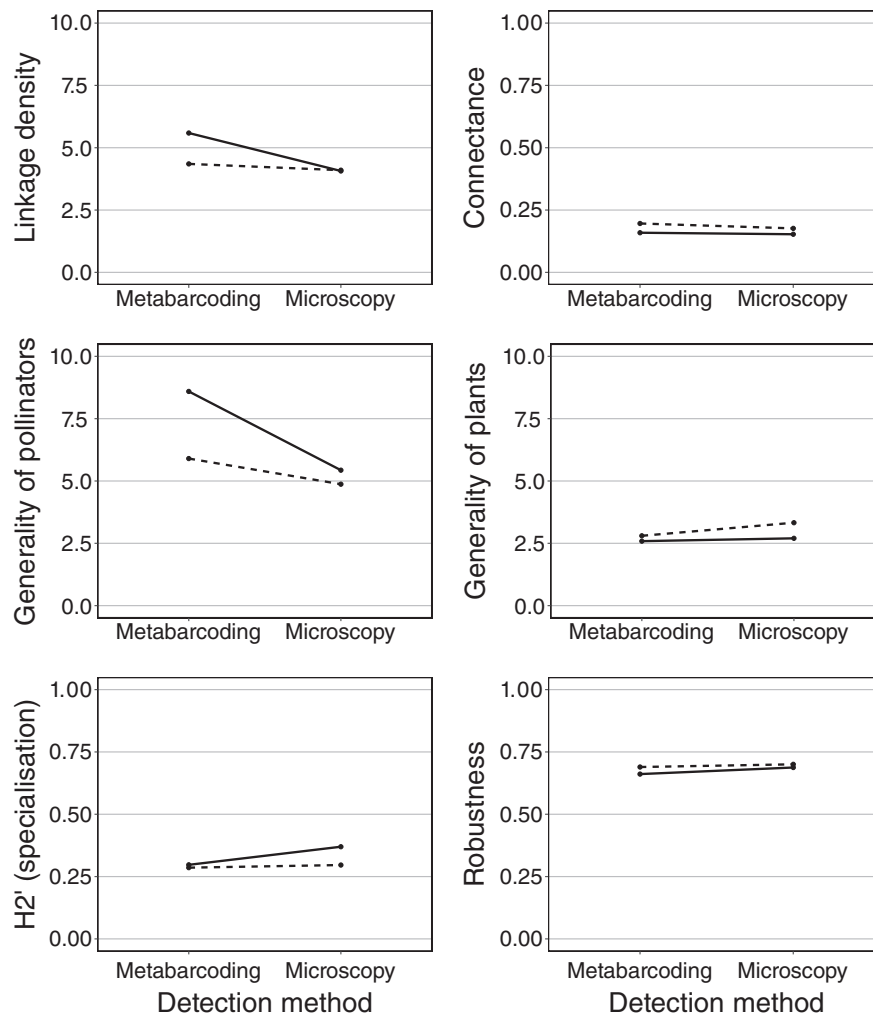 Linkage density
10.0
7.5
5.0
2.5
0.0
Metabarcoding Microscopy
Connectance
1.00
0.75
0.50
0.25
0.00
Metabarcoding Microscopy
Generality of pollinators
10.0
7.5
5.0
2.5
0.0
Metabarcoding Microscopy
Generality of plants
10.0
7.5
5.0
2.5
0.0
Metabarcoding Microscopy
H2' (specialisation)
1.00
0.75
0.50
0.25
0.00
Metabarcoding Microscopy
Detection method
Robustness
1.00
0.75
0.50
0.25
0.00
Metabarcoding Microscopy
Detection method